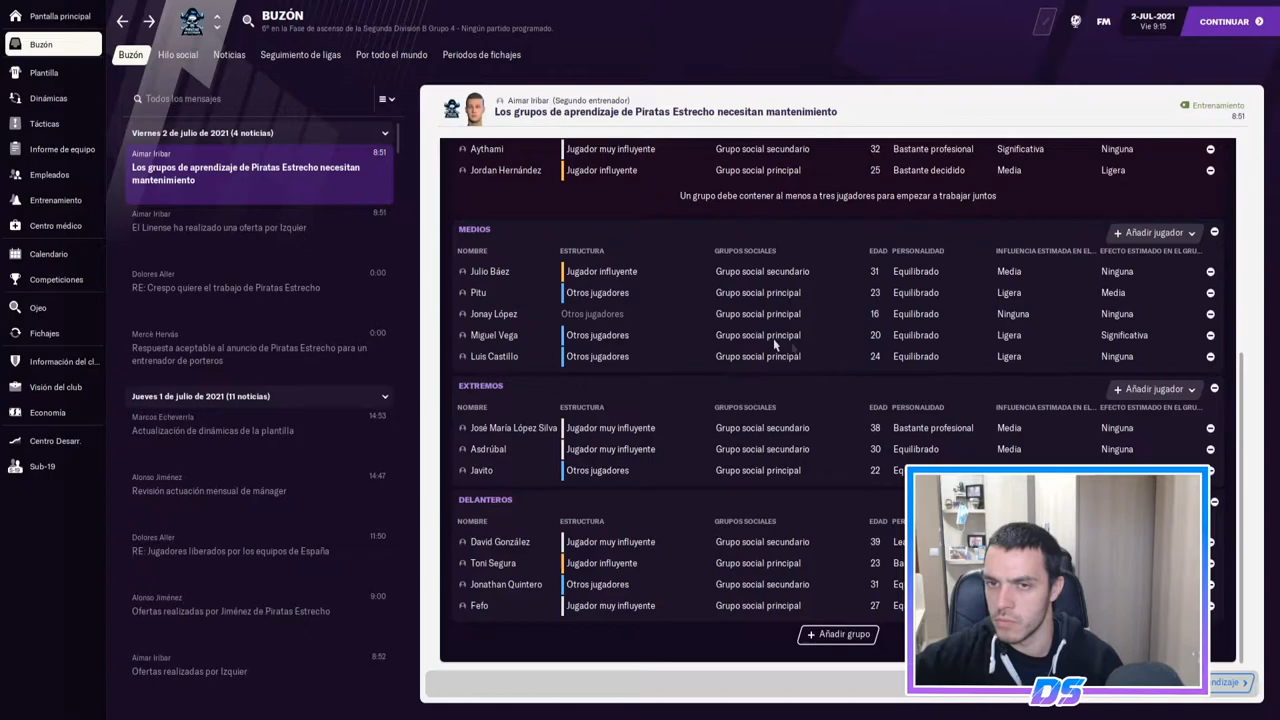 Pantalla principal
BUZÓN
6º en la Fase de ascenso de la Segunda División B Grupo 4 - Ningún partido programado.
FM
2-JUL-2021
Vie 9:15
CONTINUAR
Buzón
Plantilla
Dinámicas
Tácticas
Informe de equipo
Empleados
Entrenamiento
Centro médico
Calendario
Competiciones
Ojeo
Fichajes
Información del cl...
Visión del club
Economía
Centro Desarr.
Sub-19
Buzón Hilo social Noticias Seguimiento de ligas Por todo el mundo Periodos de fichajes
Todos los mensajes
Viernes 2 de julio de 2021 (4 noticias)
Aimar Iribar 8:51
Los grupos de aprendizaje de Piratas Estrecho necesitan
mantenimiento
Aimar Iribar 8:51
El Linense ha realizado una oferta por Izquier
Dolores Aller 0:00
RE: Crespo quiere el trabajo de Piratas Estrecho
Mercè Hervás 0:00
Respuesta aceptable al anuncio de Piratas Estrecho para un
entrenador de porteros
Jueves 1 de julio de 2021 (11 noticias)
Marcos Echeverría 14:53
Actualización de dinámicas de la plantilla
Alonso Jiménez 14:47
Revisión actuación mensual de mánager
Dolores Aller 11:50
RE: Jugadores liberados por los equipos de España
Alonso Jiménez 9:00
Ofertas realizadas por Jiménez de Piratas Estrecho
Aimar Iribar 8:52
Ofertas realizadas por Izquier
Aimar Iribar (Segundo entrenador)
Los grupos de aprendizaje de Piratas Estrecho necesitan mantenimiento
Entrenamiento
8:51
Aythami Jugador muy influyente Grupo social secundario 32 Bastante profesional Significativa Ninguna
Jordan Hernández Jugador influyente Grupo social principal 25 Bastante decidido Media Ligera
Un grupo debe contener al menos a tres jugadores para empezar a trabajar juntos
MEDIOS
+ Añadir jugador
NOMBRE ESTRUCTURA GRUPOS SOCIALES EDAD PERSONALIDAD INFLUENCIA ESTIMADA EN EL... EFECTO ESTIMADO EN EL GRU...
Julio Báez Jugador influyente Grupo social secundario 31 Equilibrado Media Ninguna
Pitu Otros jugadores Grupo social principal 23 Equilibrado Ligera Media
Jonay López Otros jugadores Grupo social principal 16 Equilibrado Ninguna Ninguna
Miguel Vega Otros jugadores Grupo social principal 20 Equilibrado Ligera Significativa
Luis Castillo Otros jugadores Grupo social principal 24 Equilibrado Ligera Ninguna
EXTREMOS
+ Añadir jugador
NOMBRE ESTRUCTURA GRUPOS SOCIALES EDAD PERSONALIDAD INFLUENCIA ESTIMADA EN EL... EFECTO ESTIMADO EN EL GRU...
José María López Silva Jugador muy influyente Grupo social secundario 38 Bastante profesional Media Ninguna
Asdrúbal Jugador muy influyente Grupo social secundario 30 Equilibrado Media Ninguna
Javito Otros jugadores Grupo social principal 22 Equilibrado
DELANTEROS
NOMBRE ESTRUCTURA GRUPOS SOCIALES EDAD
David González Jugador muy influyente Grupo social secundario 39
Toni Segura Jugador influyente Grupo social principal 23
Jonathan Quintero Otros jugadores Grupo social secundario 31
Fefo Jugador muy influyente Grupo social principal 27
+ Añadir grupo
DS